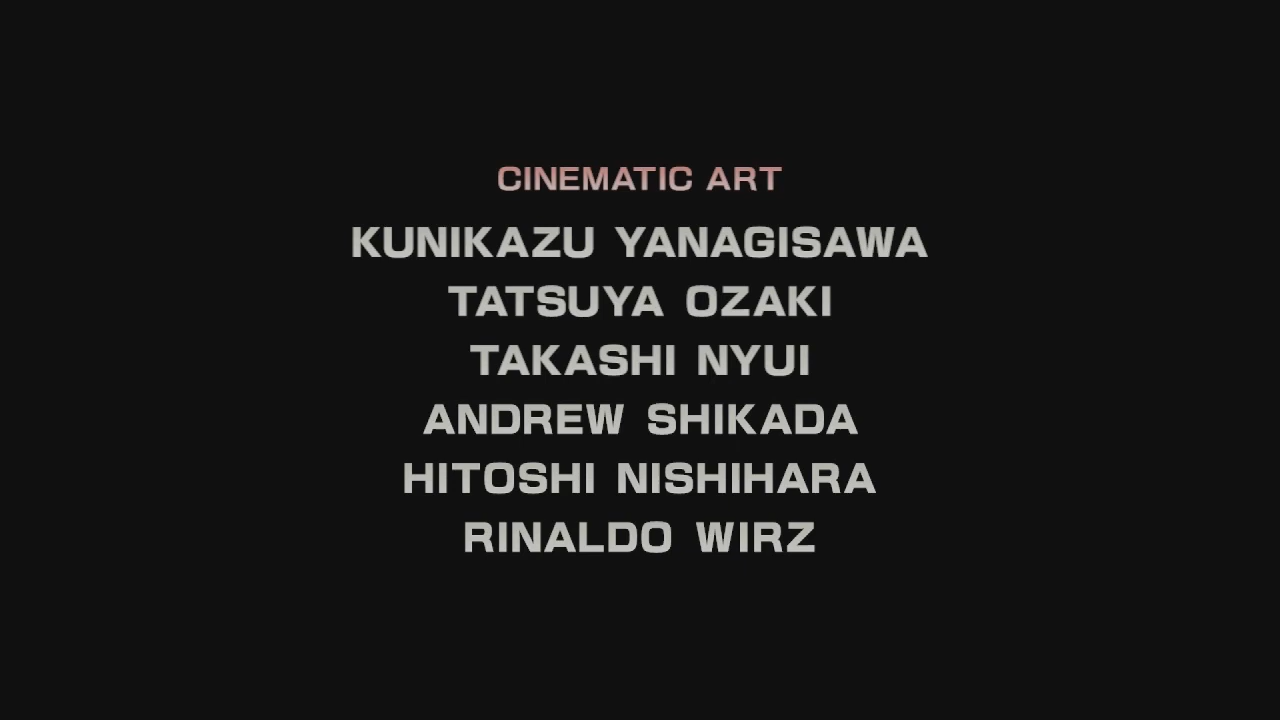 CINEMATIC ART
KUNIKAZU YANAGISAWA
TATSUYA OZAKI
TAKASHI NYUI
ANDREW SHIKADA
HITOSHI NISHIHARA
RINALDO WIRZ